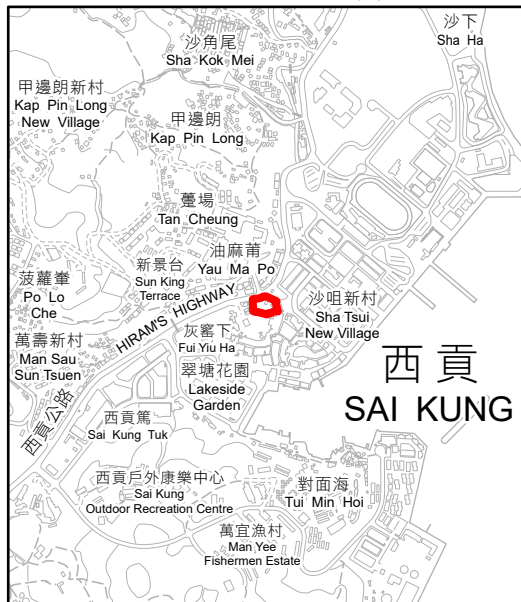 沙角尾
Sha Kok Mei
沙下
Sha Ha
甲邊朗新村
Kap Pin Long
New Village
甲邊朗
Kap Pin Long
躉場
Tan Cheung
油麻莆
Yau Ma Po
新景台
Sun King
Terrace
菠蘿輋
Po Lo
Che
HIRAM'S HIGHWAY
沙咀新村
Sha Tsui
New Village
灰窰下
Fui Yiu Ha
萬壽新村
Man Sau
Sun Tsuen
翠塘花園
Lakeside
Garden
西貢
SAI KUNG
西貢公路
西貢篤
Sai Kung Tuk
西貢戶外康樂中心
Sai Kung
Outdoor Recreation Centre
對面海
Tui Min Hoi
萬宜漁村
Man Yee
Fishermen Estate